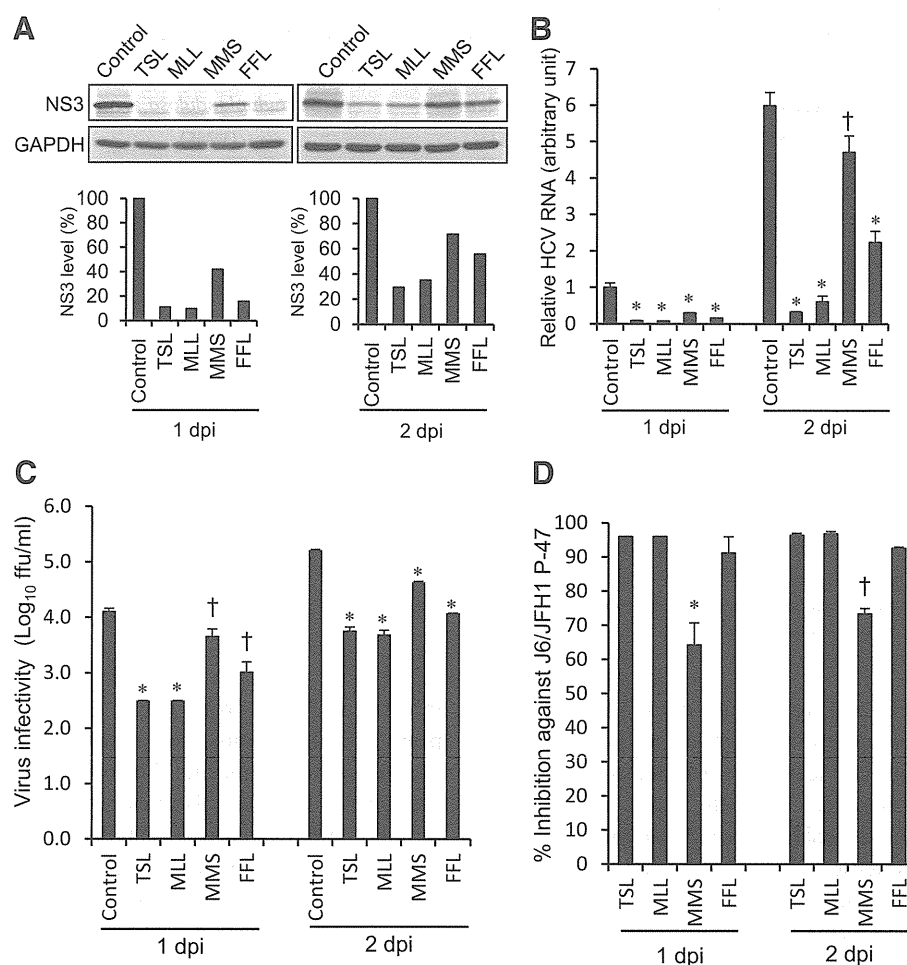 A
Control TSL MLL MMS FFL Control TSL MLL MMS FFL
NS3
GAPDH
NS3 level (%)
100
80
60
40
20
0
Control TSL MLL MMS FFL
1 dpi
NS3 level (%)
100
80
60
40
20
0
Control TSL MLL MMS FFL
2 dpi
B
Relative HCV RNA (arbitrary unit)
7
6
5
4
3
2
1
0
* * * * * * † *
Control TSL MLL MMS FFL Control TSL MLL MMS FFL
1 dpi 2 dpi
C
Virus infectivity (Log10 ffu/ml)
6.0
5.0
4.0
3.0
2.0
1.0
0.0
* * † † * * * *
Control TSL MLL MMS FFL Control TSL MLL MMS FFL
1 dpi 2 dpi
D
% Inhibition against J6/JFH1 P-47
100
90
80
70
60
50
40
30
20
10
0
* †
TSL MLL MMS FFL TSL MLL MMS FFL
1 dpi 2 dpi